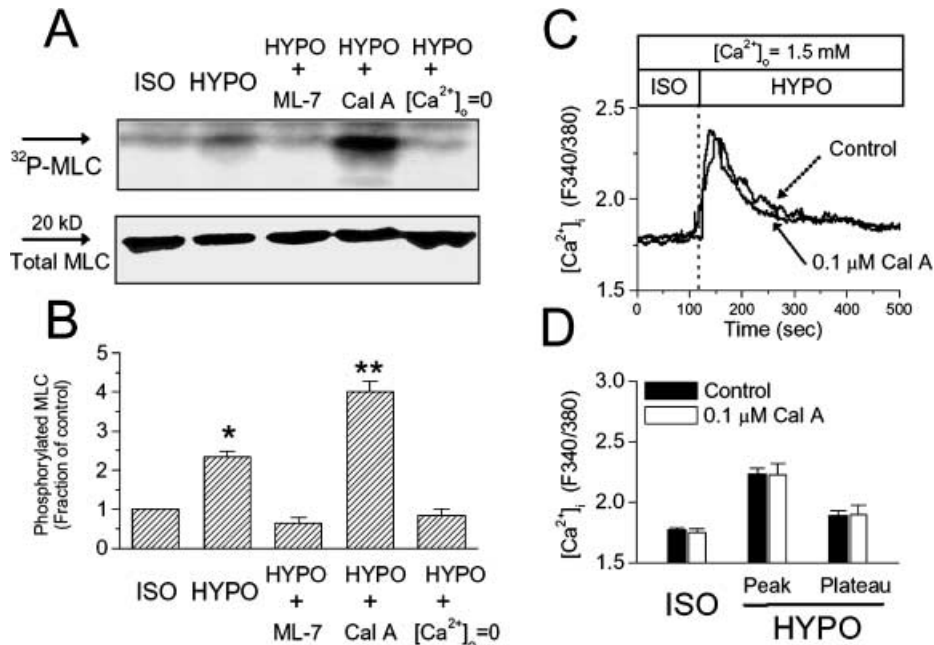 A
ISO HYPO HYPO + ML-7 HYPO + Cal A HYPO + [Ca²⁺]ₒ=0
³²P-MLC
20 kD
Total MLC
B
Phosphorylated MLC
(Fraction of control)
5
4
3
2
1
0
*
**
ISO HYPO HYPO + ML-7 HYPO + Cal A HYPO + [Ca²⁺]ₒ=0
C
[Ca²⁺]ₒ= 1.5 mM
ISO HYPO
[Ca²⁺]ᵢ (F340/380)
2.5
2.0
1.5
Control
0.1 μM Cal A
0 100 200 300 400 500
Time (sec)
D
[Ca²⁺]ᵢ (F340/380)
3.0
2.5
2.0
1.5
Control
0.1 μM Cal A
Peak Plateau
ISO
HYPO